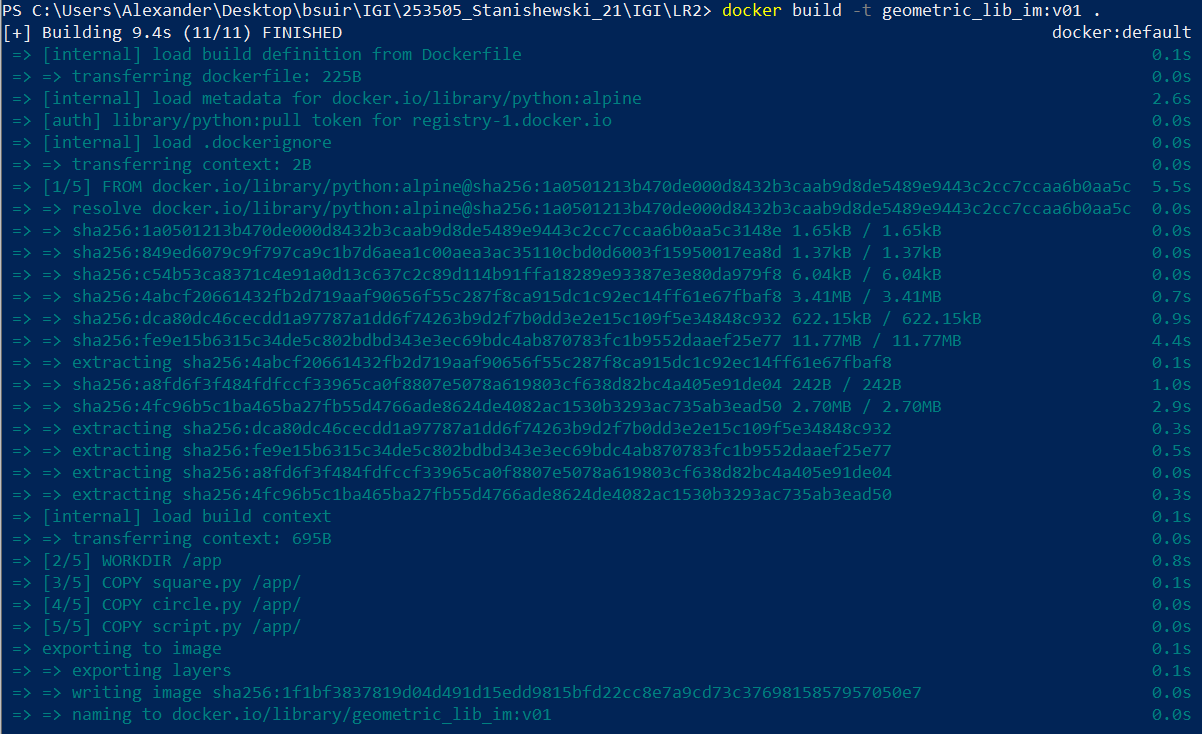 PS C:\Users\Alexander\Desktop\bsuir\IGI\253505_Stanishewski_21\IGI\LR2> docker build -t geometric_lib_im:v01 .
[+] Building 9.4s (11/11) FINISHED docker:default
=> [internal] load build definition from Dockerfile 0.1s
=> => transferring dockerfile: 225B 0.0s
=> [internal] load metadata for docker.io/library/python:alpine 2.6s
=> [auth] library/python:pull token for registry-1.docker.io 0.0s
=> [internal] load .dockerignore 0.0s
=> => transferring context: 2B 0.0s
=> [1/5] FROM docker.io/library/python:alpine@sha256:1a0501213b470de000d8432b3caab9d8de5489e9443c2cc7ccaa6b0aa5c 5.5s
=> => resolve docker.io/library/python:alpine@sha256:1a0501213b470de000d8432b3caab9d8de5489e9443c2cc7ccaa6b0aa5c 0.0s
=> => sha256:1a0501213b470de000d8432b3caab9d8de5489e9443c2cc7ccaa6b0aa5c3148e 1.65kB / 1.65kB 0.0s
=> => sha256:849ed6079c9f797ca9c1b7d6aea1c00aea3ac35110cbd0d6003f15950017ea8d 1.37kB / 1.37kB 0.0s
=> => sha256:c54b53ca8371c4e91a0d13c637c2c89d114b91ffa18289e93387e3e80da979f8 6.04kB / 6.04kB 0.0s
=> => sha256:4abcf20661432fb2d719aaf90656f55c287f8ca915dc1c92ec14ff61e67fbaf8 3.41MB / 3.41MB 0.7s
=> => sha256:dca80dc46cecdd1a97787a1dd6f74263b9d2f7b0dd3e2e15c109f5e34848c932 622.15kB / 622.15kB 0.9s
=> => sha256:fe9e15b6315c34de5c802bdbd343e3ec69bdc4ab870783fc1b9552daaef25e77 11.77MB / 11.77MB 4.4s
=> => extracting sha256:4abcf20661432fb2d719aaf90656f55c287f8ca915dc1c92ec14ff61e67fbaf8 0.1s
=> => sha256:a8fd6f3f484fdfccf33965ca0f8807e5078a619803cf638d82bc4a405e91de04 242B / 242B 1.0s
=> => sha256:4fc96b5c1ba465ba27fb55d4766ade8624de4082ac1530b3293ac735ab3ead50 2.70MB / 2.70MB 2.9s
=> => extracting sha256:dca80dc46cecdd1a97787a1dd6f74263b9d2f7b0dd3e2e15c109f5e34848c932 0.3s
=> => extracting sha256:fe9e15b6315c34de5c802bdbd343e3ec69bdc4ab870783fc1b9552daaef25e77 0.5s
=> => extracting sha256:a8fd6f3f484fdfccf33965ca0f8807e5078a619803cf638d82bc4a405e91de04 0.0s
=> => extracting sha256:4fc96b5c1ba465ba27fb55d4766ade8624de4082ac1530b3293ac735ab3ead50 0.3s
=> [internal] load build context 0.1s
=> => transferring context: 695B 0.0s
=> [2/5] WORKDIR /app 0.8s
=> [3/5] COPY square.py /app/ 0.1s
=> [4/5] COPY circle.py /app/ 0.0s
=> [5/5] COPY script.py /app/ 0.0s
=> exporting to image 0.1s
=> => exporting layers 0.1s
=> => writing image sha256:1f1bf3837819d04d491d15edd9815bfd22cc8e7a9cd73c3769815857957050e7 0.0s
=> => naming to docker.io/library/geometric_lib_im:v01 0.0s